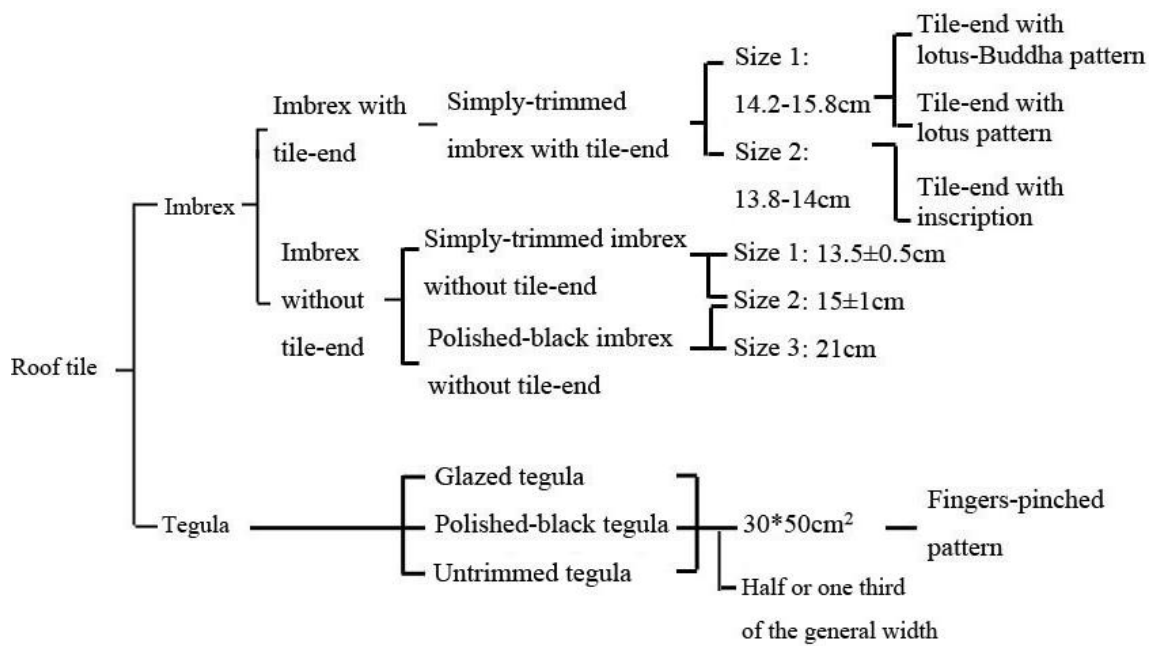 Roof tile
Imbrex
Imbrex with
tile-end
Simply-trimmed
imbrex with tile-end
Size 1:
14.2-15.8cm
Tile-end with
lotus-Buddha pattern
Tile-end with
lotus pattern
Size 2:
13.8-14cm
Tile-end with
inscription
Imbrex
without
tile-end
Simply-trimmed imbrex
without tile-end
Size 1: 13.5±0.5cm
Size 2: 15±1cm
Polished-black imbrex
without tile-end
Size 3: 21cm
Tegula
Glazed tegula
Polished-black tegula
Untrimmed tegula
30*50cm²
Fingers-pinched
pattern
Half or one third
of the general width